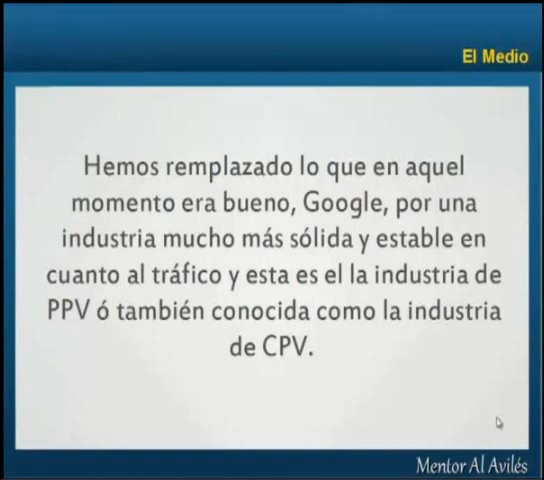 El Medio
Hemos remplazado lo que en aquel
momento era bueno, Google, por una
industria mucho más sólida y estable en
cuanto al tráfico y esta es el la industria de
PPV ó también conocida como la industria
de CPV.
Mentor Al Avilés